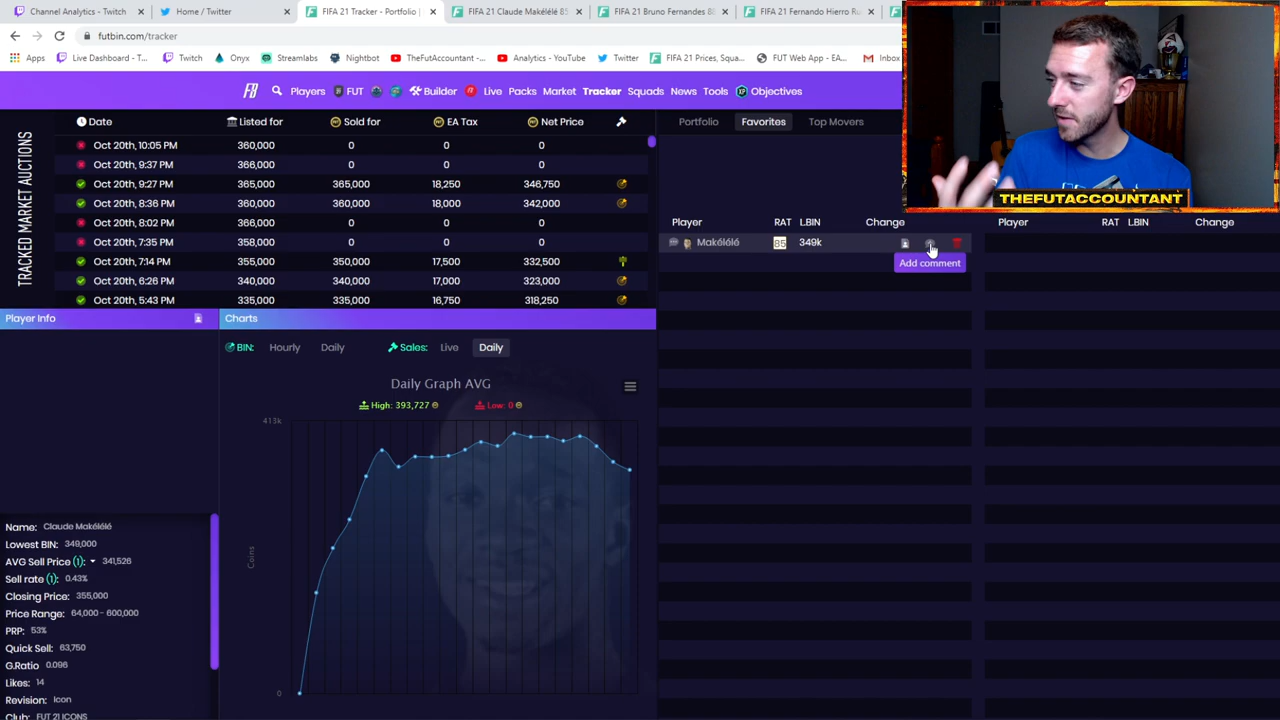 Channel Analytics - Twitch
Home / Twitter
FIFA 21 Tracker - Portfolio |
FIFA 21 Claude Makélélé 85
FIFA 21 Bruno Fernandes 8
FIFA 21 Fernando Hierro Ru
futbin.com/tracker
Apps
Live Dashboard - T...
Twitch
Onyx
Streamlabs
Nightbot
TheFutAccountant -...
Analytics - YouTube
Twitter
FIFA 21 Prices, Squa...
FUT Web App - EA...
Inbox
Players
FUT
Builder
Live
Packs
Market
Tracker
Squads
News
Tools
Objectives
TRACKED MARKET AUCTIONS
Date Listed for Sold for EA Tax Net Price
Oct 20th, 10:05 PM 360,000 0 0 0
Oct 20th, 9:37 PM 366,000 0 0 0
Oct 20th, 9:27 PM 365,000 365,000 18,250 346,750
Oct 20th, 8:36 PM 360,000 360,000 18,000 342,000
Oct 20th, 8:02 PM 366,000 0 0 0
Oct 20th, 7:35 PM 358,000 0 0 0
Oct 20th, 7:14 PM 355,000 350,000 17,500 332,500
Oct 20th, 6:26 PM 340,000 340,000 17,000 323,000
Oct 20th, 5:43 PM 335,000 335,000 16,750 318,250
Portfolio Favorites Top Movers
THEFUTACCOUNTANT
Player RAT LBIN Change
Makélélé 85 349k
Add comment
Player RAT LBIN Change
Player Info
Charts
BIN: Hourly Daily Sales: Live Daily
Daily Graph AVG
High: 393,727 Low: 0
413k
Coins
0
Name: Claude Makélélé
Lowest BIN: 349,000
AVG Sell Price (1): 341,526
Sell rate (1): 0.43%
Closing Price: 355,000
Price Range: 64,000 - 600,000
PRP: 53%
Quick Sell: 63,750
G.Ratio 0.096
Likes: 14
Revision: Icon
Club: FUT 21 ICONS